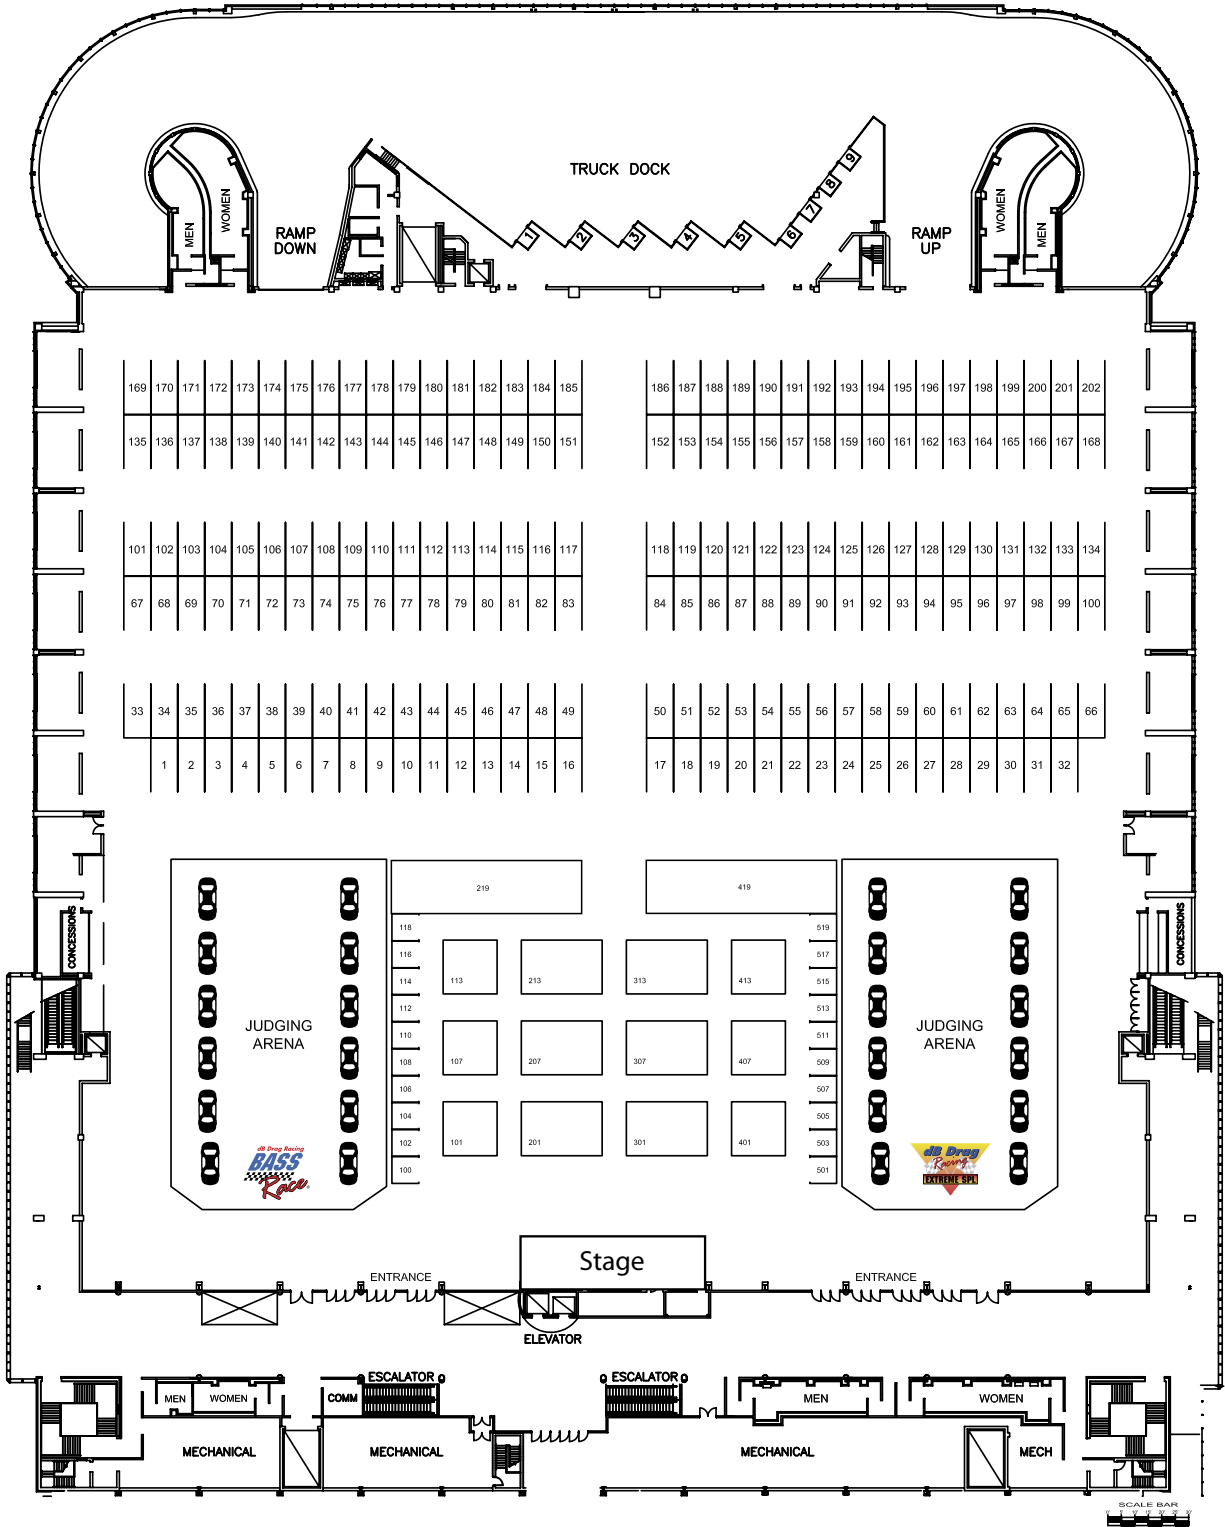 TRUCK DOCK
1 2 3 4 5 6 7 8 9
MEN
WOMEN
RAMP
DOWN
RAMP
UP
WOMEN
MEN
169 170 171 172 173 174 175 176 177 178 179 180 181 182 183 184 185 186 187 188 189 190 191 192 193 194 195 196 197 198 199 200 201 202
135 136 137 138 139 140 141 142 143 144 145 146 147 148 149 150 151 152 153 154 155 156 157 158 159 160 161 162 163 164 165 166 167 168
101 102 103 104 105 106 107 108 109 110 111 112 113 114 115 116 117 118 119 120 121 122 123 124 125 126 127 128 129 130 131 132 133 134
67 68 69 70 71 72 73 74 75 76 77 78 79 80 81 82 83 84 85 86 87 88 89 90 91 92 93 94 95 96 97 98 99 100
33 34 35 36 37 38 39 40 41 42 43 44 45 46 47 48 49 50 51 52 53 54 55 56 57 58 59 60 61 62 63 64 65 66
1 2 3 4 5 6 7 8 9 10 11 12 13 14 15 16 17 18 19 20 21 22 23 24 25 26 27 28 29 30 31 32
219 419
CONCESSIONS
CONCESSIONS
118 519
116 517
114 113 213 313 413 515
112 513
JUDGING
ARENA
JUDGING
ARENA
110 511
108 107 207 307 407 509
106 507
104 505
102 101 201 301 401 503
100 501
dB Drag Racing
BASS
Race
dB Drag
Racing
EXTREME SPL
Stage
ENTRANCE ENTRANCE
ELEVATOR
ESCALATOR ESCALATOR
MEN WOMEN COMM MEN WOMEN
MECHANICAL MECHANICAL MECHANICAL MECH
SCALE BAR